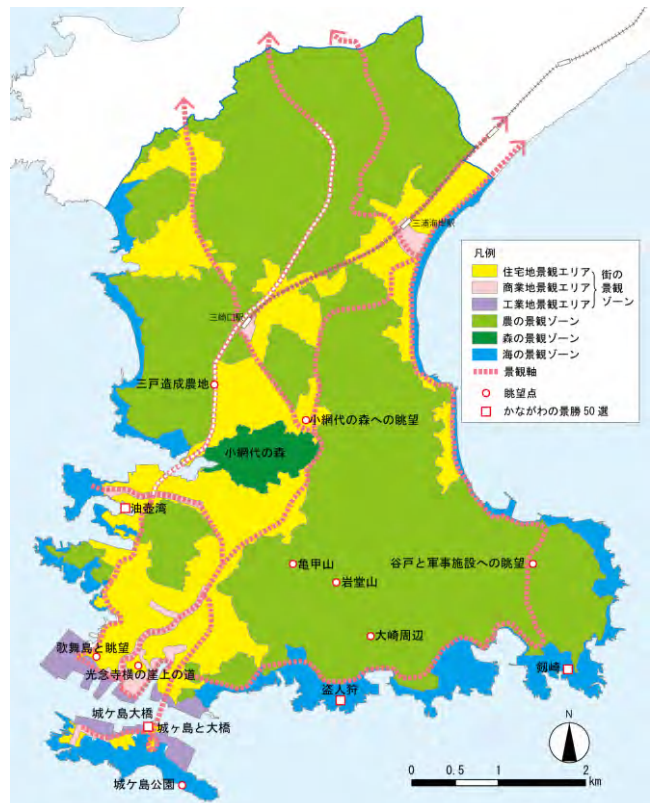 三浦海岸駅
凡例
住宅地景観エリア
商業地景観エリア
工業地景観エリア
街の
景観
ゾーン
農の景観ゾーン
森の景観ゾーン
海の景観ゾーン
景観軸
眺望点
かながわの景勝50選
三崎口駅
三戸造成農地
小網代の森への眺望
小網代の森
油壺湾
亀甲山
谷戸と軍事施設への眺望
岩堂山
大崎周辺
歌舞島と眺望
光念寺横の崖上の道
剱崎
盗人狩
城ケ島大橋
城ヶ島と大橋
城ケ島公園
N
0 0.5 1 2
km